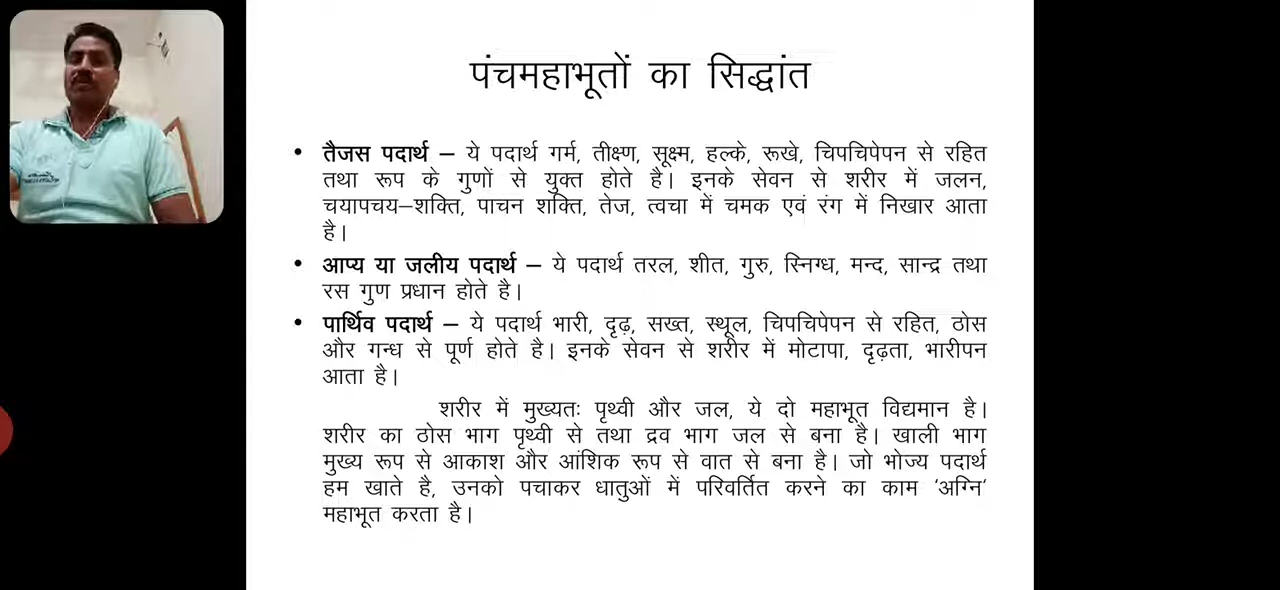 पंचमहाभूतों का सिद्धांत
• तैजस पदार्थ – ये पदार्थ गर्म, तीक्ष्ण, सूक्ष्म, हल्के, रूखे, चिपचिपेपन से रहित
तथा रूप के गुणों से युक्त होते है। इनके सेवन से शरीर में जलन,
चयापचय–शक्ति, पाचन शक्ति, तेज, त्वचा में चमक एवं रंग में निखार आता
है।
• आप्य या जलीय पदार्थ – ये पदार्थ तरल, शीत, गुरु, स्निग्ध, मन्द, सान्द्र तथा
रस गुण प्रधान होते है।
• पार्थिव पदार्थ – ये पदार्थ भारी, दृढ़, सख्त, स्थूल, चिपचिपेपन से रहित, ठोस
और गन्ध से पूर्ण होते है। इनके सेवन से शरीर में मोटापा, दृढ़ता, भारीपन
आता है।
शरीर में मुख्यतः पृथ्वी और जल, ये दो महाभूत विद्यमान है।
शरीर का ठोस भाग पृथ्वी से तथा द्रव भाग जल से बना है। खाली भाग
मुख्य रूप से आकाश और आंशिक रूप से वात से बना है। जो भोज्य पदार्थ
हम खाते है, उनको पचाकर धातुओं में परिवर्तित करने का काम ‘अग्नि’
महाभूत करता है।